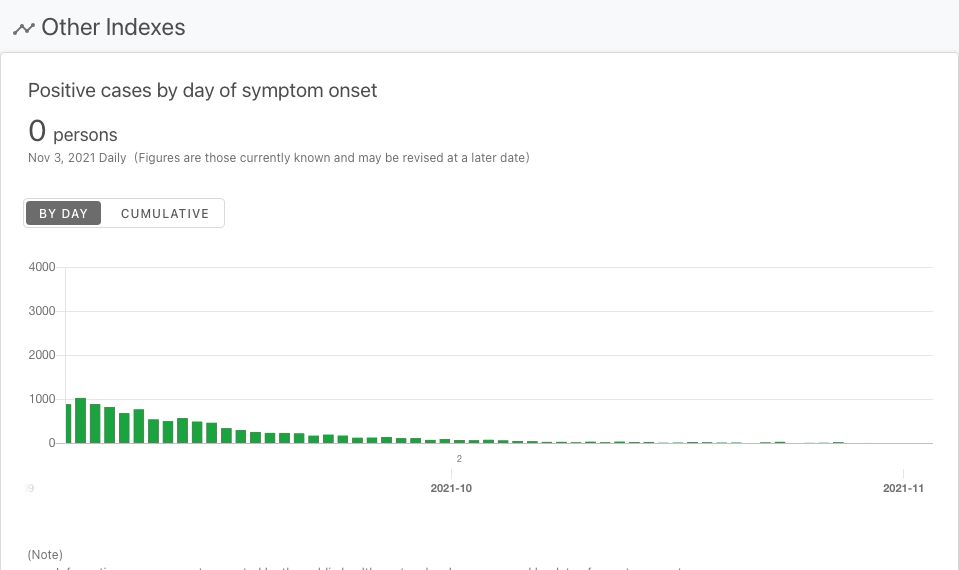 Other Indexes
Positive cases by day of symptom onset
0 persons
Nov 3, 2021 Daily (Figures are those currently known and may be revised at a later date)
BY DAY CUMULATIVE
4000
3000
2000
1000
0
2
2021-10 2021-11
(Note)